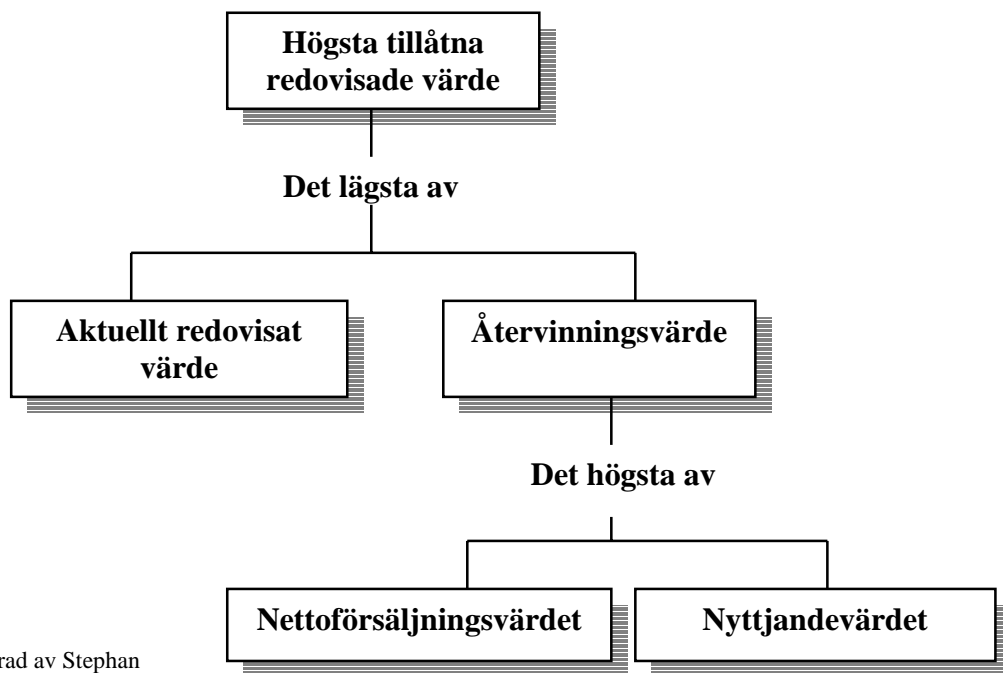 Högsta tillåtna
redovisade värde
Det lägsta av
Aktuellt redovisat
värde
Återvinningsvärde
Det högsta av
Nettoförsäljningsvärdet
Nyttjandevärdet
rad av Stephan